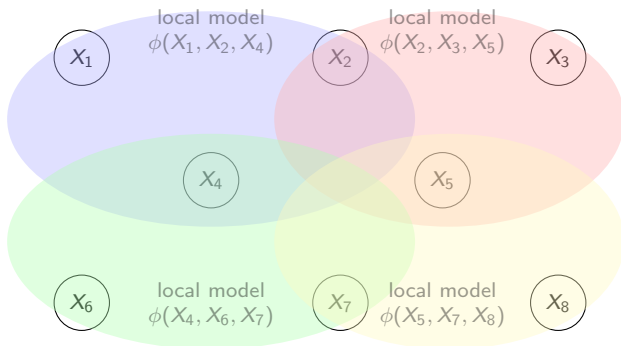 local model
ϕ(X₁, X₂, X₄)
local model
ϕ(X₂, X₃, X₅)
X₁
X₂
X₃
X₄
X₅
local model
ϕ(X₄, X₆, X₇)
local model
ϕ(X₅, X₇, X₈)
X₆
X₇
X₈